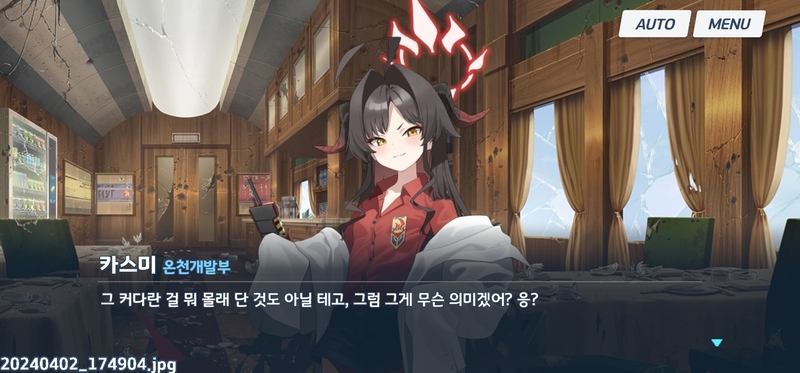 AUTO MENU
카스미 온천개발부
그 커다란 걸 뭐 몰래 단 것도 아닐 테고, 그럼 그게 무슨 의미겠어? 응?
20240402_174904.jpg